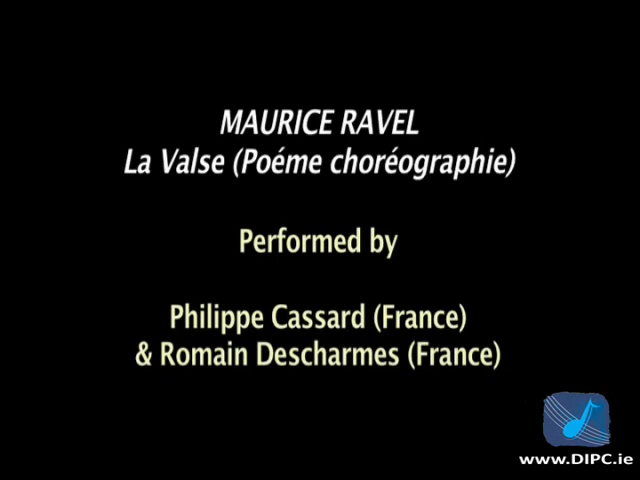 MAURICE RAVEL
La Valse (Poéme choréographie)
Performed by
Philippe Cassard (France)
& Romain Descharmes (France)
www.DIPC.ie